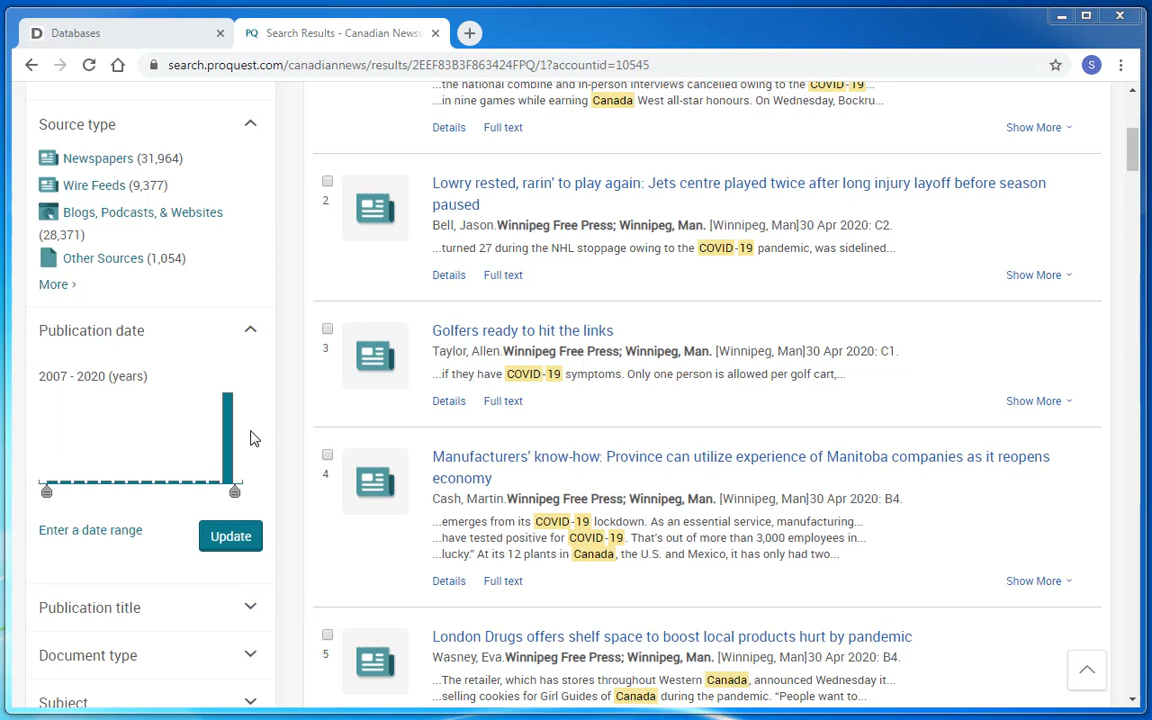 Databases
PQ Search Results - Canadian Newss
search.proquest.com/canadiannews/results/2EEF83B3F863424FPQ/1?accountid=10545
S
Source type
Newspapers (31,964)
Wire Feeds (9,377)
Blogs, Podcasts, & Websites
(28,371)
Other Sources (1,054)
More ›
Publication date
2007 - 2020 (years)
Enter a date range
Update
Publication title
Document type
Subject
...the national combine and in-person interviews cancelled owing to the COVID-19...
...in nine games while earning Canada West all-star honours. On Wednesday, Bockru...
Details Full text Show More
2
Lowry rested, rarin' to play again: Jets centre played twice after long injury layoff before season
paused
Bell, Jason.Winnipeg Free Press; Winnipeg, Man. [Winnipeg, Man]30 Apr 2020: C2.
...turned 27 during the NHL stoppage owing to the COVID-19 pandemic, was sidelined...
Details Full text Show More
3
Golfers ready to hit the links
Taylor, Allen.Winnipeg Free Press; Winnipeg, Man. [Winnipeg, Man]30 Apr 2020: C1.
...if they have COVID-19 symptoms. Only one person is allowed per golf cart,...
Details Full text Show More
4
Manufacturers' know-how: Province can utilize experience of Manitoba companies as it reopens
economy
Cash, Martin.Winnipeg Free Press; Winnipeg, Man. [Winnipeg, Man]30 Apr 2020: B4.
...emerges from its COVID-19 lockdown. As an essential service, manufacturing...
...have tested positive for COVID-19. That's out of more than 3,000 employees in...
...lucky." At its 12 plants in Canada, the U.S. and Mexico, it has only had two...
Details Full text Show More
5
London Drugs offers shelf space to boost local products hurt by pandemic
Wasney, Eva.Winnipeg Free Press; Winnipeg, Man. [Winnipeg, Man]30 Apr 2020: B4.
...The retailer, which has stores throughout Western Canada, announced Wednesday it...
...selling cookies for Girl Guides of Canada during the pandemic. "People want to...